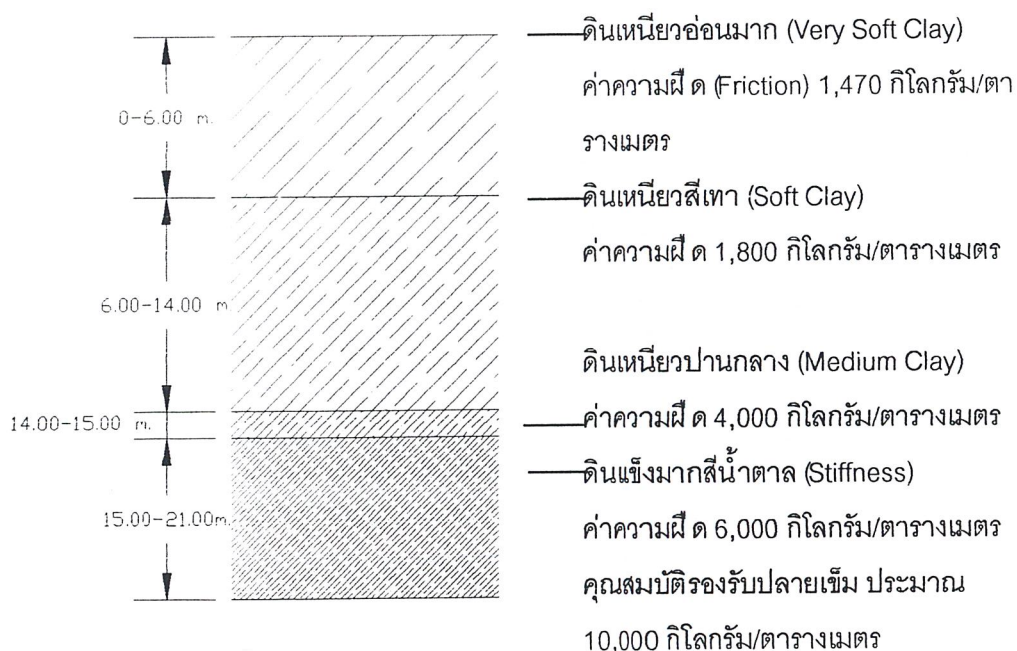 ดินเหนียวอ่อนมาก (Very Soft Clay)
ค่าความฝืด (Friction) 1,470 กิโลกรัม/ตา
รางเมตร
0-6.00 m.
ดินเหนียวสีเทา (Soft Clay)
ค่าความฝืด 1,800 กิโลกรัม/ตารางเมตร
6.00-14.00 m.
ดินเหนียวปานกลาง (Medium Clay)
ค่าความฝืด 4,000 กิโลกรัม/ตารางเมตร
14.00-15.00 m.
ดินแข็งมากสีน้ำตาล (Stiffness)
ค่าความฝืด 6,000 กิโลกรัม/ตารางเมตร
15.00-21.00m.
คุณสมบัติรองรับปลายเข็ม ประมาณ
10,000 กิโลกรัม/ตารางเมตร